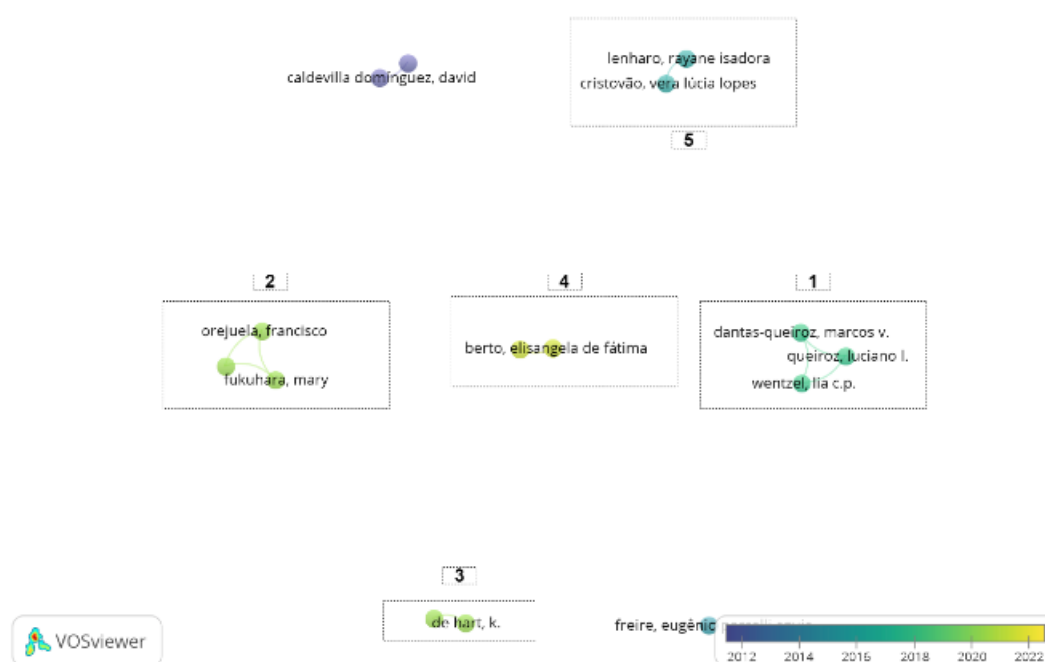 lenharo, rayane isadora
caldevilla domínguez, david
cristovão, vera lúcia lopes
5
2
4
1
orejuela, francisco
dantas-queiroz, marcos v.
berto, elisangela de fátima
queiroz, luciano l.
fukuhara, mary
wentzel, lia c.p.
3
de hart, k.
freire, eugênio
VOSviewer
2012 2014 2016 2018 2020 2022